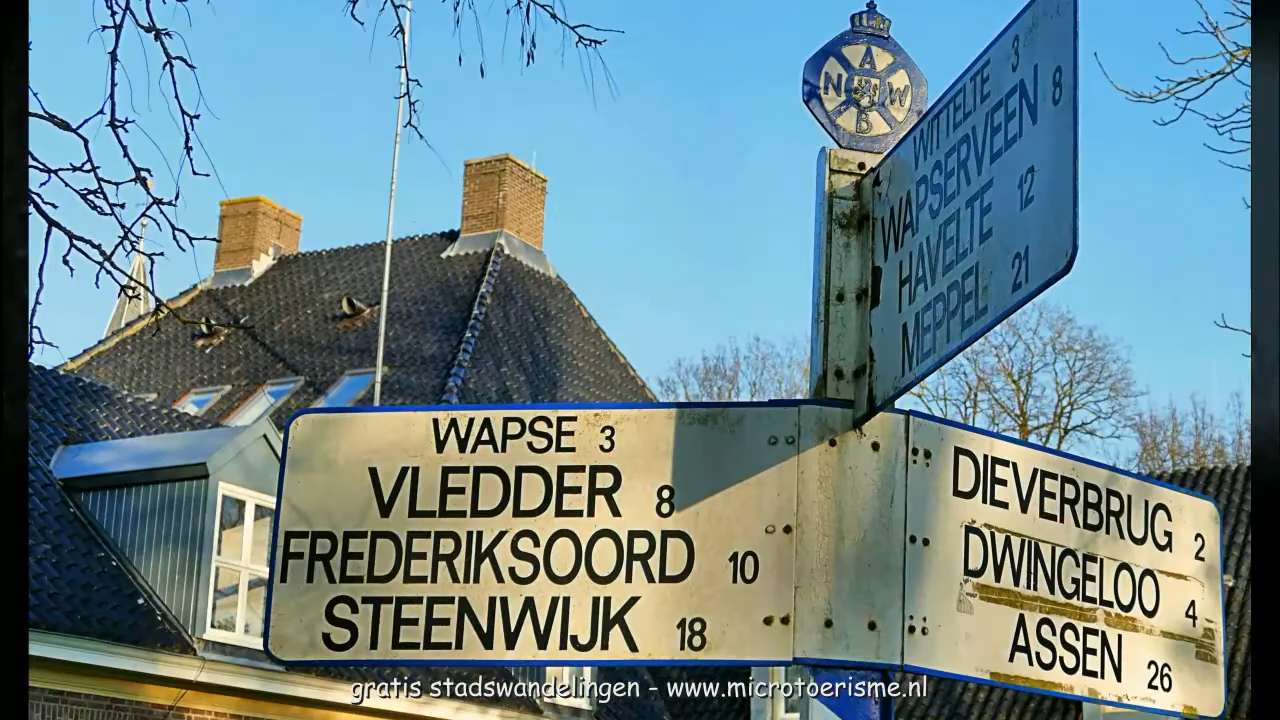 A
N W
B
WITTELTE 3
WAPSERVEEN 8
HAVELTE 12
MEPPEL 21
WAPSE 3
VLEDDER 8
FREDERIKSOORD 10
STEENWIJK 18
DIEVERBRUG 2
DWINGELOO 4
ASSEN 26
gratis stadswandelingen - www.microtoerisme.nl